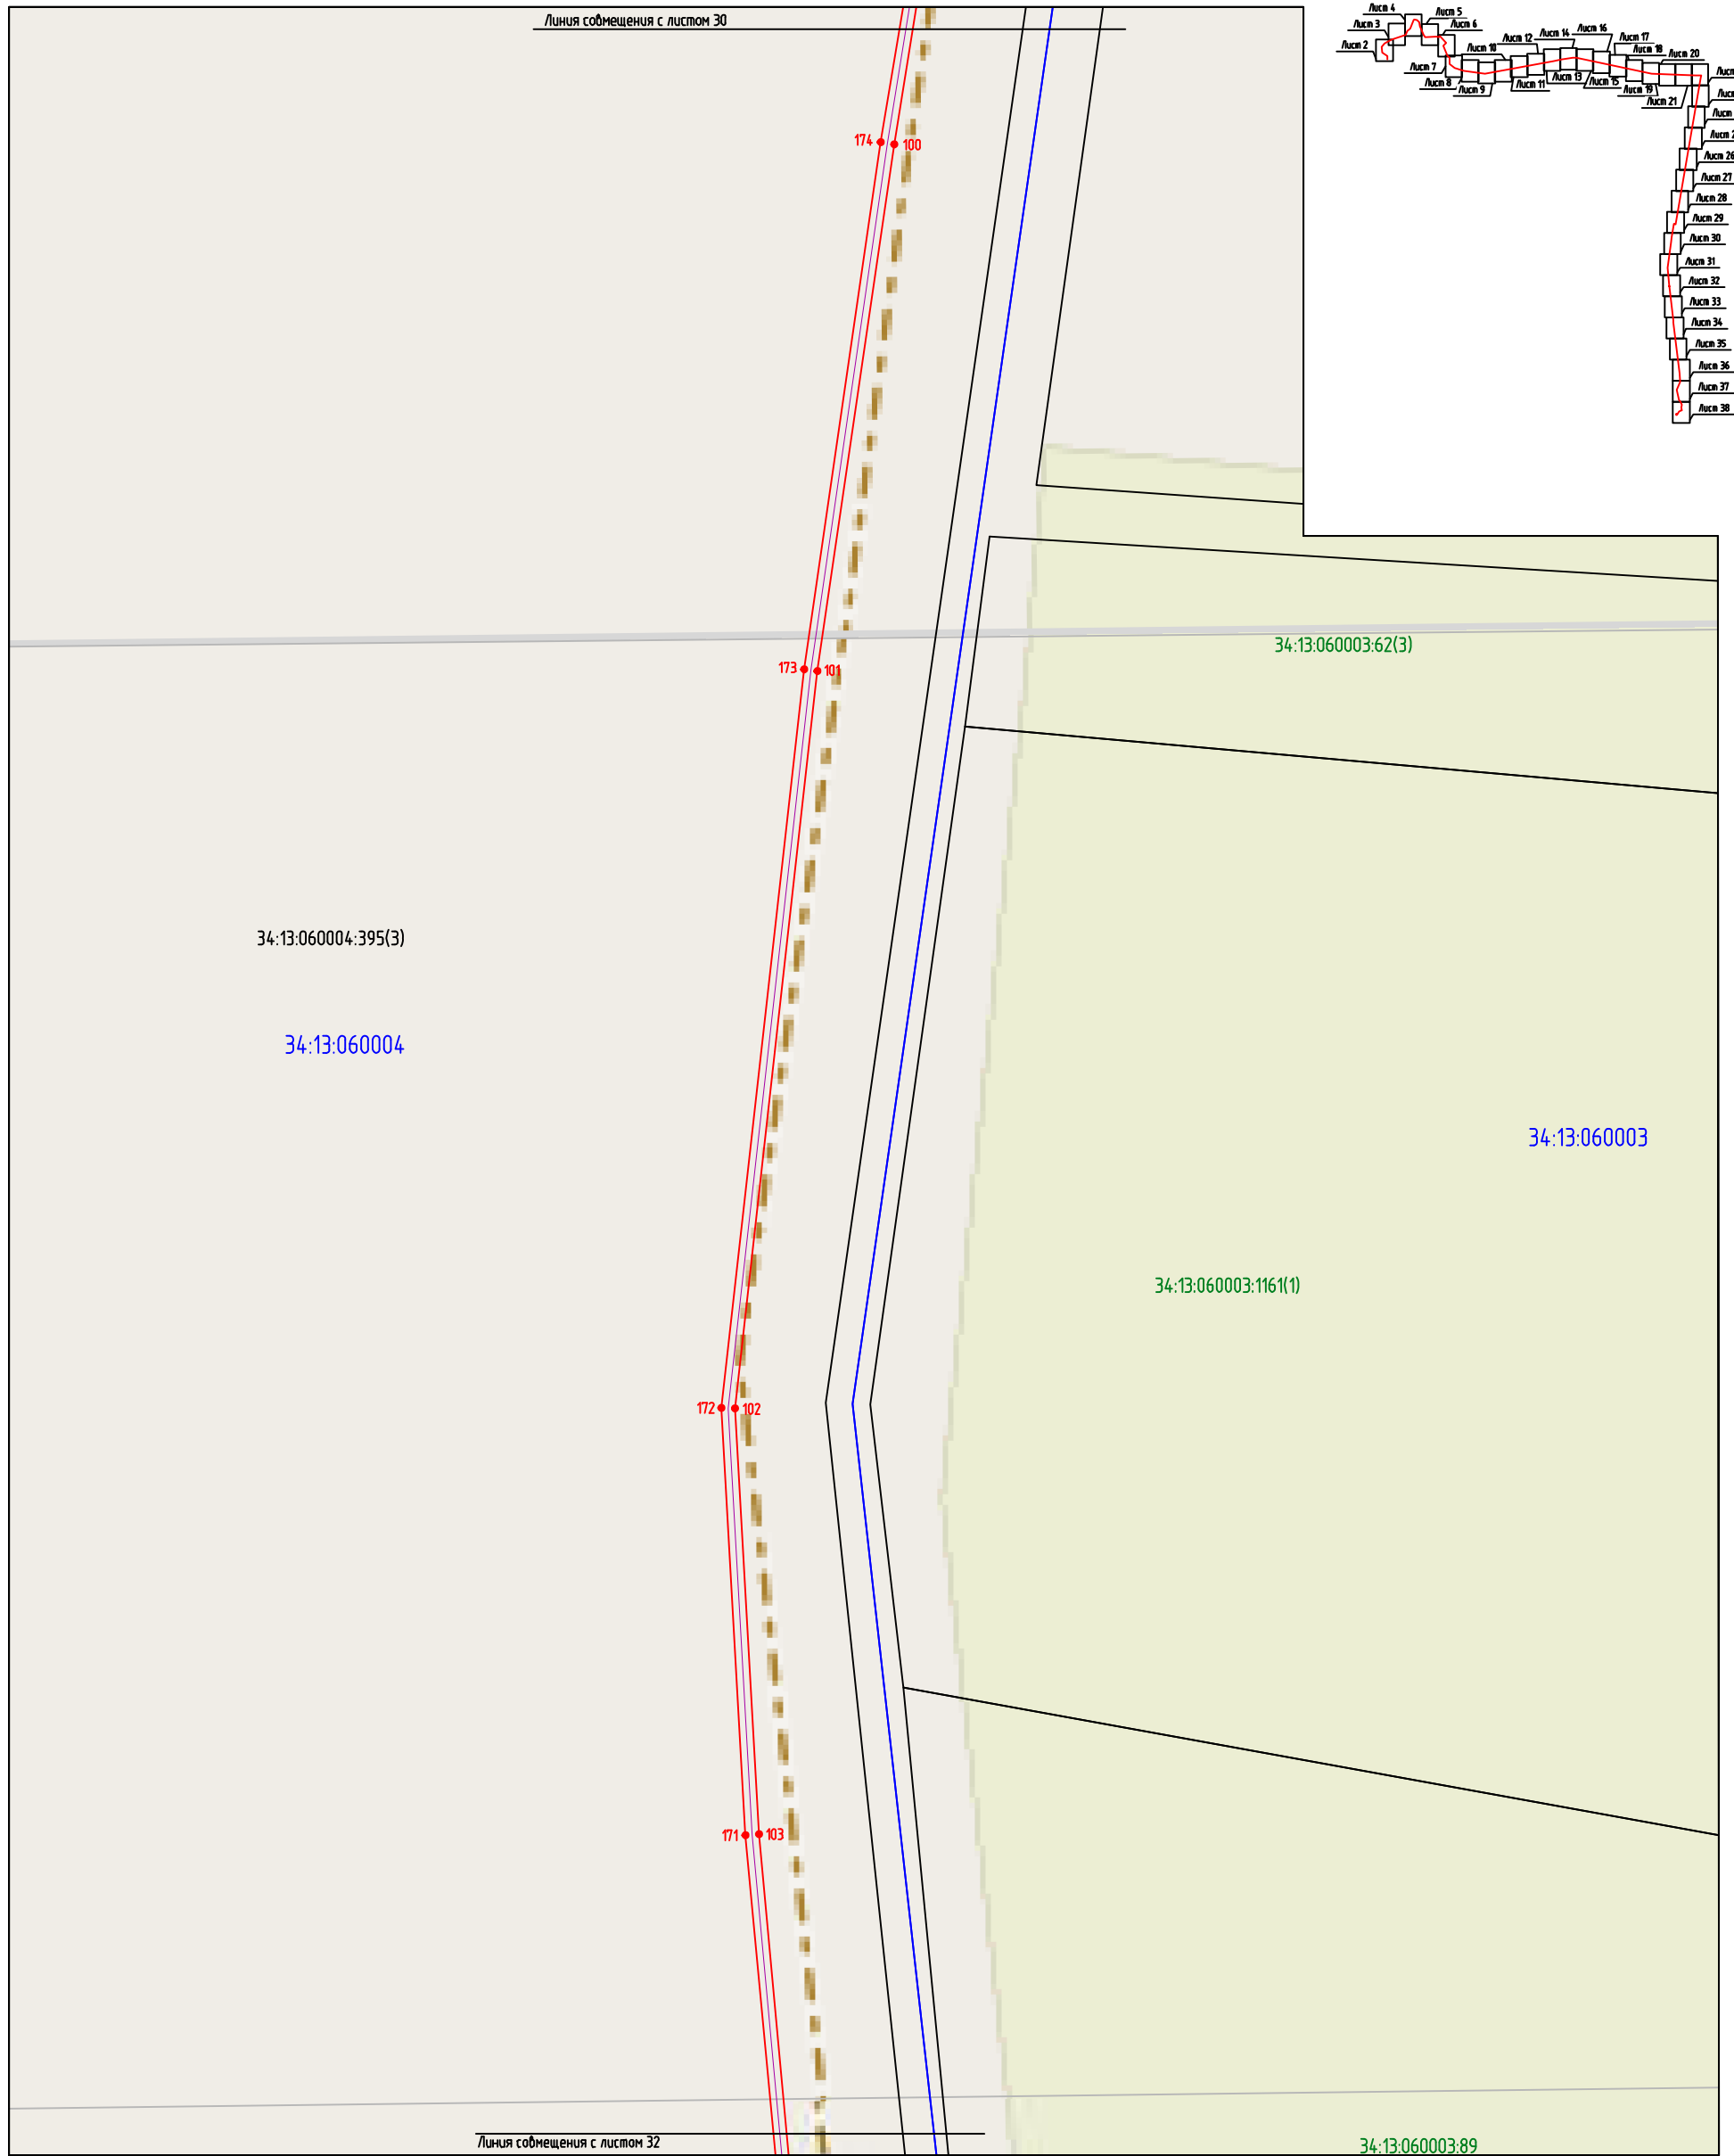 Линия совмещения с листом 30
Лист 4
Лист 5
Лист 3
Лист 6
Лист 2
Лист 7
Лист 8
Лист 9
Лист 10
Лист 11
Лист 12
Лист 13
Лист 14
Лист 15
Лист 16
Лист 17
Лист 18
Лист 19
Лист 20
Лист 21
Лист 26
Лист 27
Лист 28
Лист 29
Лист 30
Лист 31
Лист 32
Лист 33
Лист 34
Лист 35
Лист 36
Лист 37
Лист 38
174
100
34:13:060003:62(3)
173
101
34:13:060004:395(3)
34:13:060004
34:13:060003
34:13:060003:1161(1)
172
102
171
103
Линия совмещения с листом 32
34:13:060003:89